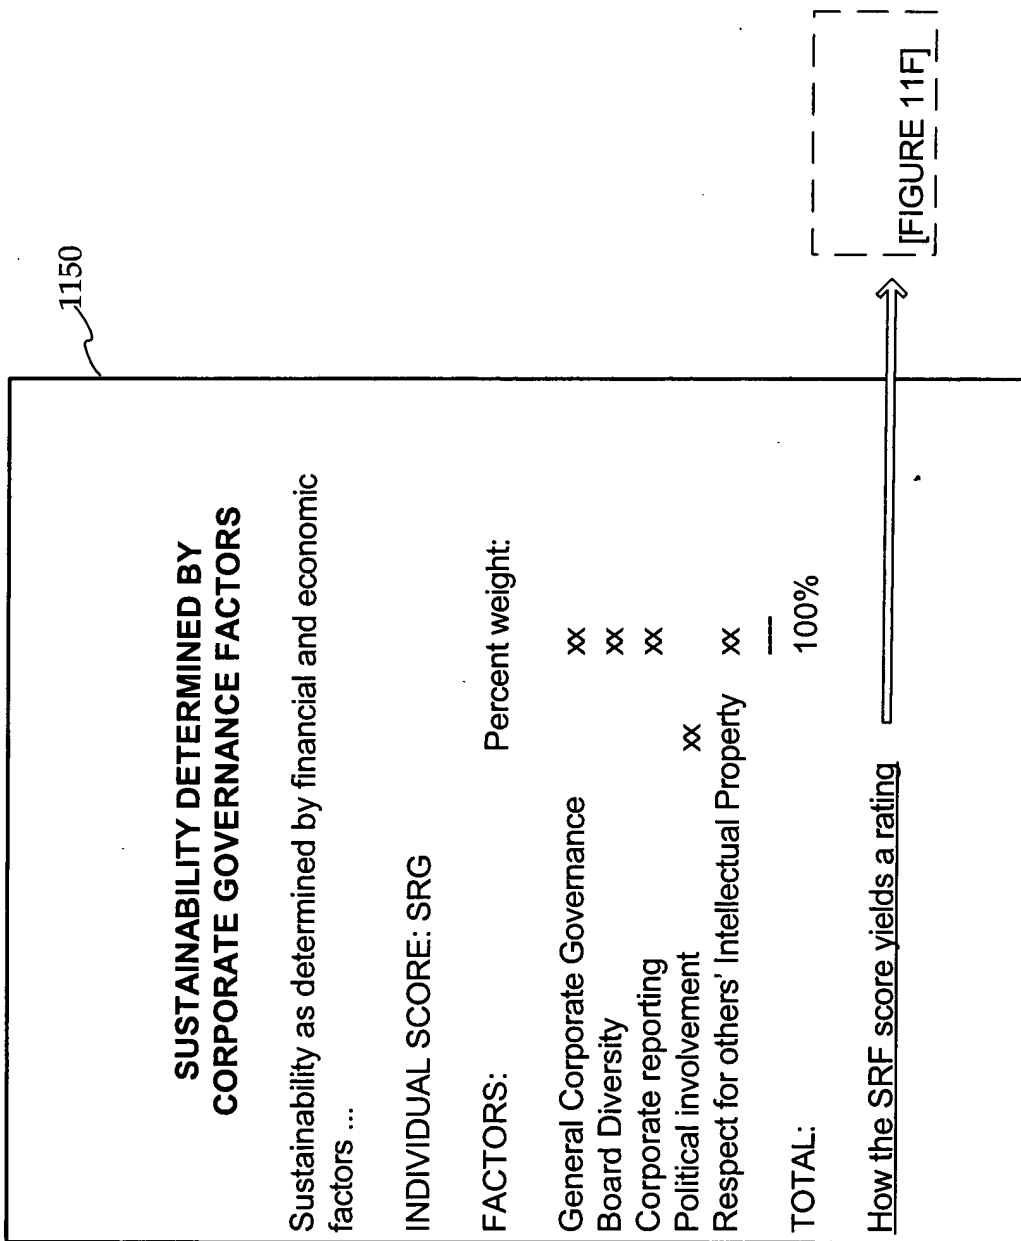 1150
SUSTAINABILITY DETERMINED BY
CORPORATE GOVERNANCE FACTORS
Sustainability as determined by financial and economic
factors ...
INDIVIDUAL SCORE: SRG
FACTORS: Percent weight:
General Corporate Governance xx
Board Diversity xx
Corporate reporting xx
Political involvement xx
Respect for others' Intellectual Property xx
TOTAL: 100%
How the SRF score yields a rating
[FIGURE 11F]